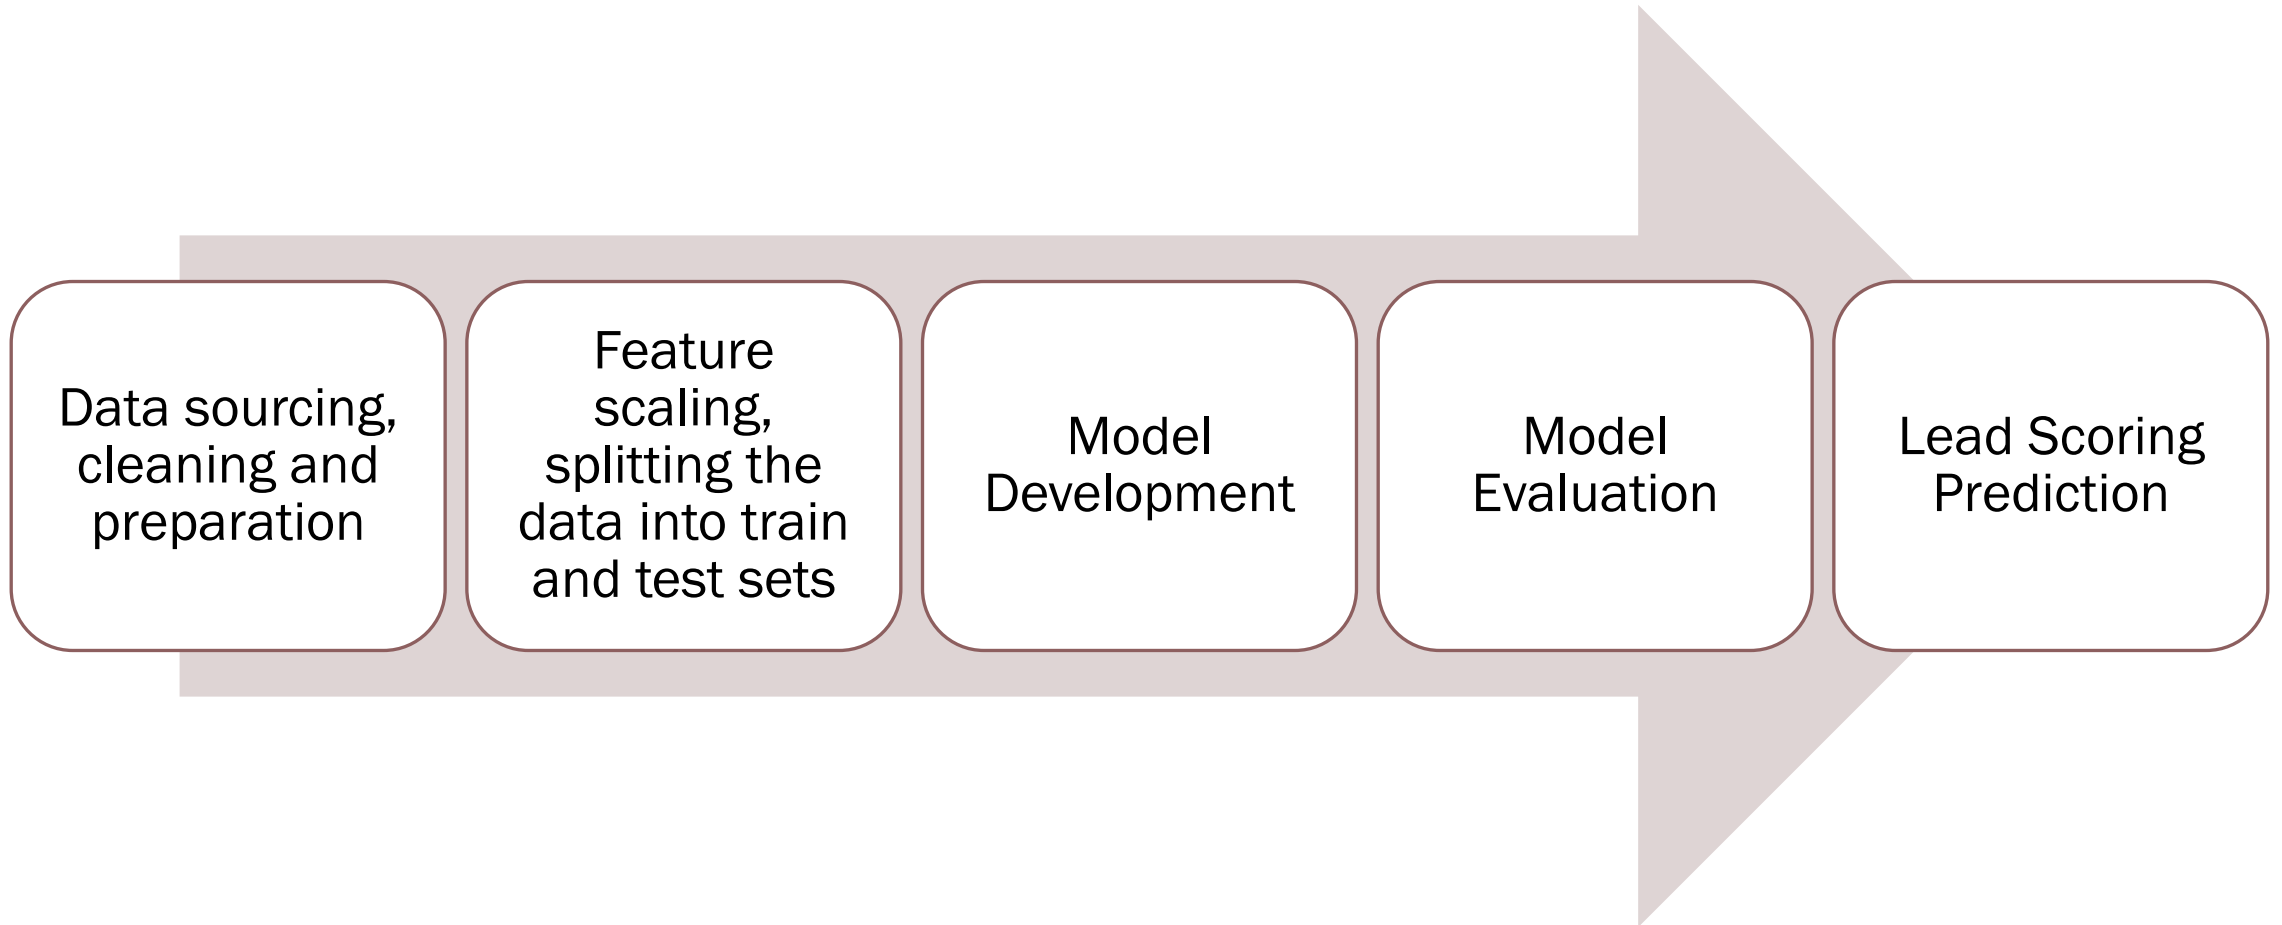 Data sourcing,
cleaning and
preparation
Feature
scaling,
splitting the
data into train
and test sets
Model
Development
Model
Evaluation
Lead Scoring
Prediction